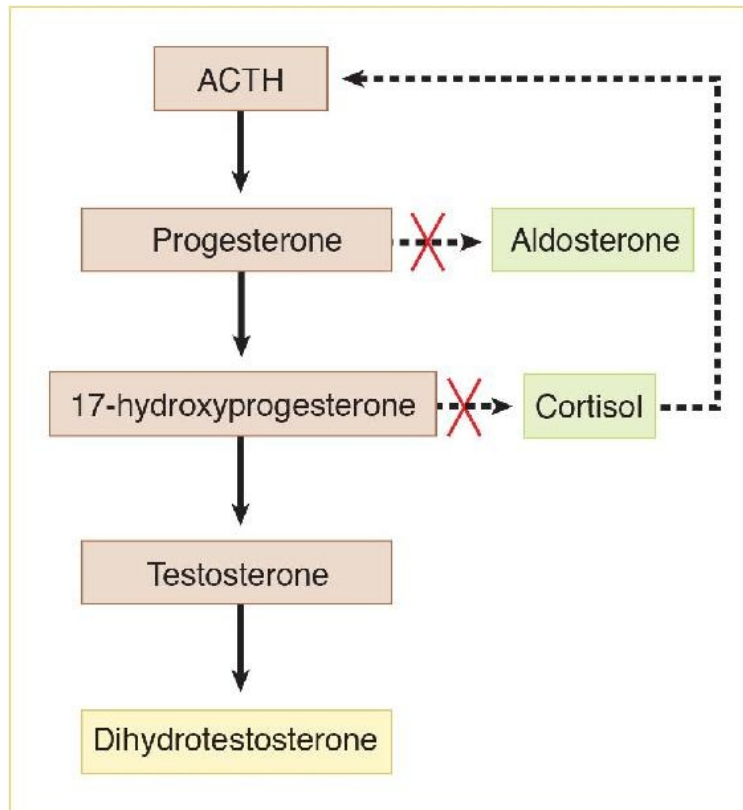 ACTH
Progesterone
Aldosterone
17-hydroxyprogesterone
Cortisol
Testosterone
Dihydrotestosterone